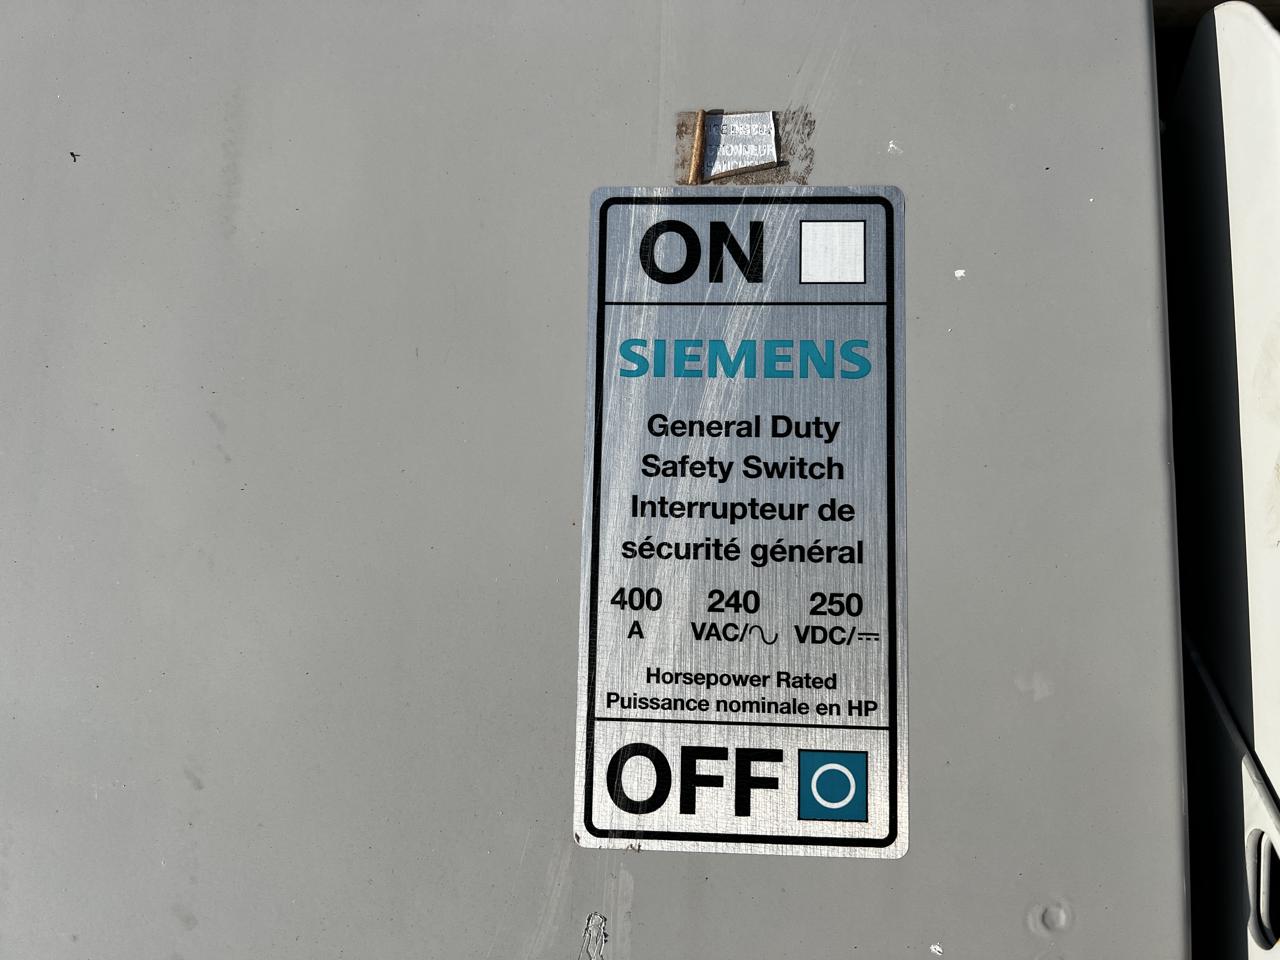 ON
SIEMENS
General Duty
Safety Switch
Interrupteur de
sécurité général
400 240 250
A VAC/∿ VDC/⎓
Horsepower Rated
Puissance nominale en HP
OFF